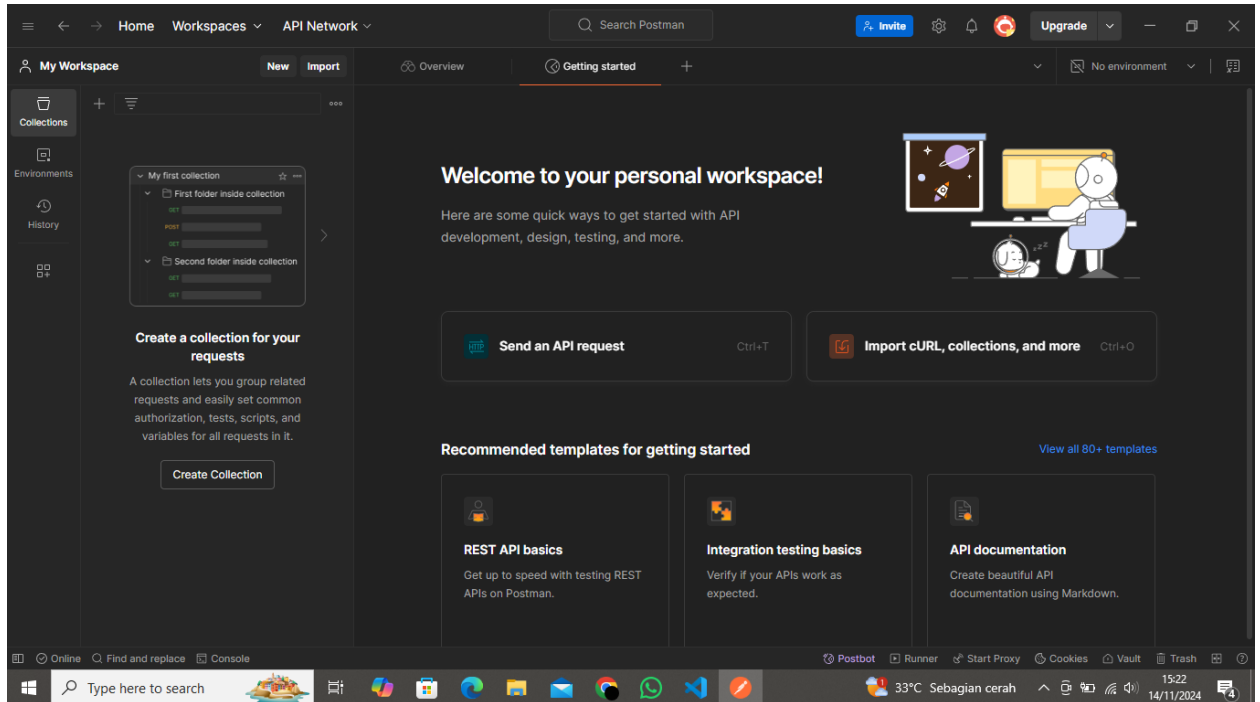 Home Workspaces API Network Search Postman Invite Upgrade
My Workspace New Import Overview Getting started No environment
Collections
Environments
History
My first collection
First folder inside collection
GET
POST
GET
Second folder inside collection
GET
GET
Create a collection for your
requests
A collection lets you group related
requests and easily set common
authorization, tests, scripts, and
variables for all requests in it.
Create Collection
Welcome to your personal workspace!
Here are some quick ways to get started with API
development, design, testing, and more.
zzz
HTTP Send an API request Ctrl+T
Import cURL, collections, and more Ctrl+O
Recommended templates for getting started View all 80+ templates
REST API basics
Get up to speed with testing REST
APIs on Postman.
Integration testing basics
Verify if your APIs work as
expected.
API documentation
Create beautiful API
documentation using Markdown.
Online Find and replace Console Postbot Runner Start Proxy Cookies Vault Trash
Type here to search 33°C Sebagian cerah 15:22
14/11/2024 4